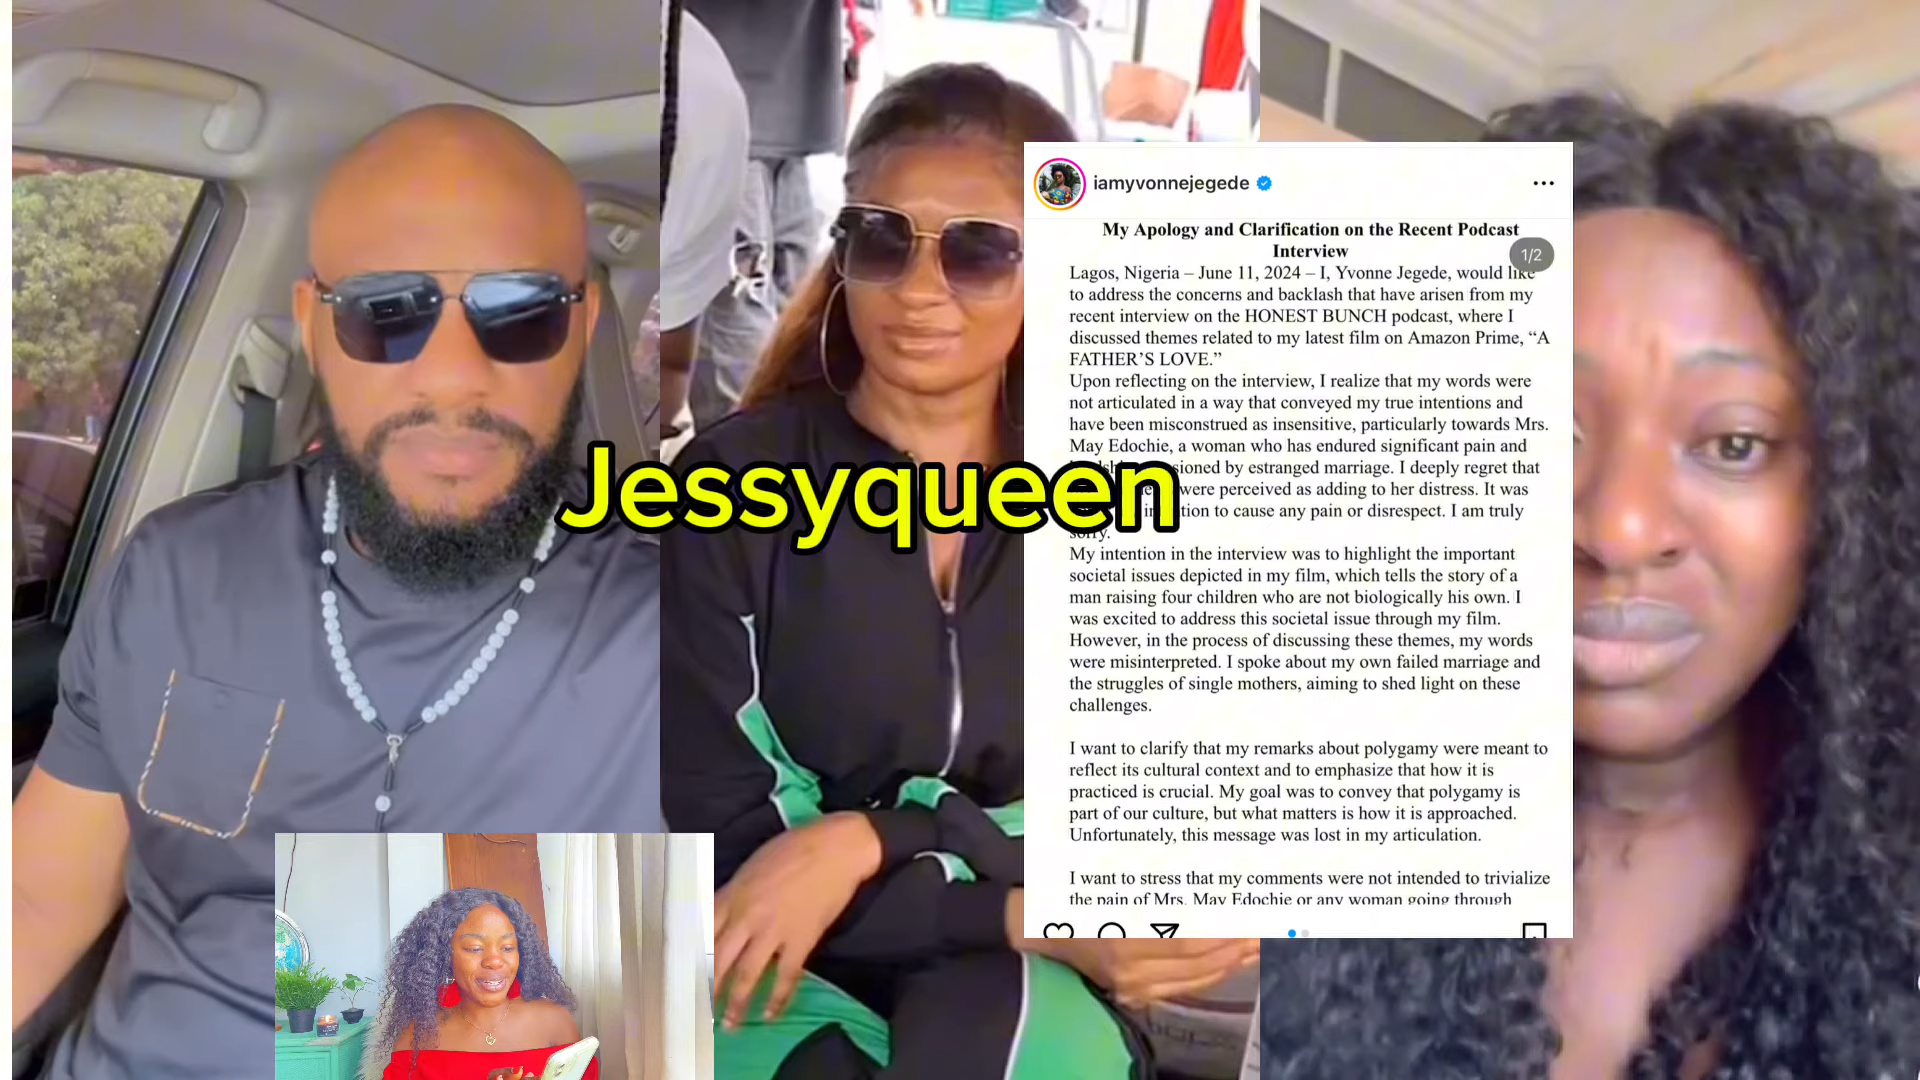 Jessyqueen
iamyvonnejegede
My Apology and Clarification on the Recent Podcast
Interview
1/2
Lagos, Nigeria – June 11, 2024 – I, Yvonne Jegede, would like
to address the concerns and backlash that have arisen from my
recent interview on the HONEST BUNCH podcast, where I
discussed themes related to my latest film on Amazon Prime, “A
FATHER’S LOVE.”
Upon reflecting on the interview, I realize that my words were
not articulated in a way that conveyed my true intentions and
have been misconstrued as insensitive, particularly towards Mrs.
May Edochie, a woman who has endured significant pain and
by estranged marriage. I deeply regret that
were perceived as adding to her distress. It was
to cause any pain or disrespect. I am truly
sorry.
My intention in the interview was to highlight the important
societal issues depicted in my film, which tells the story of a
man raising four children who are not biologically his own. I
was excited to address this societal issue through my film.
However, in the process of discussing these themes, my words
were misinterpreted. I spoke about my own failed marriage and
the struggles of single mothers, aiming to shed light on these
challenges.
I want to clarify that my remarks about polygamy were meant to
reflect its cultural context and to emphasize that how it is
practiced is crucial. My goal was to convey that polygamy is
part of our culture, but what matters is how it is approached.
Unfortunately, this message was lost in my articulation.
I want to stress that my comments were not intended to trivialize
the pain of Mrs. May Edochie or any woman going through